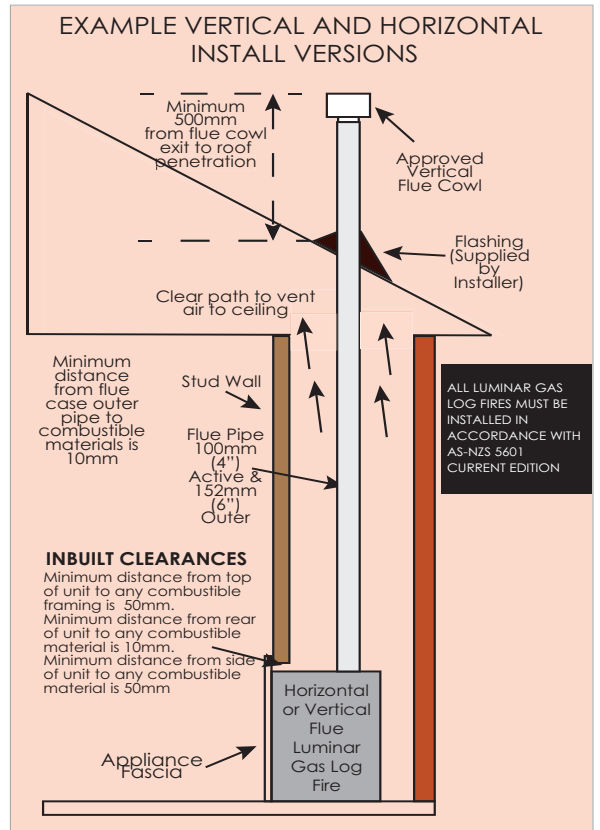 EXAMPLE VERTICAL AND HORIZONTAL
INSTALL VERSIONS
Minimum
500mm
from flue cowl
exit to roof
penetration
Approved
Vertical
Flue Cowl
Flashing
(Supplied
by
Installer)
Clear path to vent
air to ceiling
Minimum
distance
from flue
case outer
pipe to
combustible
materials is
10mm
Stud Wall
Flue Pipe
100mm
(4")
Active &
152mm
(6")
Outer
ALL LUMINAR GAS
LOG FIRES MUST BE
INSTALLED IN
ACCORDANCE WITH
AS-NZS 5601
CURRENT EDITION
INBUILT CLEARANCES
Minimum distance from top
of unit to any combustible
framing is 50mm.
Minimum distance from rear
of unit to any combustible
material is 10mm.
Minimum distance from side
of unit to any combustible
material is 50mm
Horizontal
or Vertical
Flue
Luminar
Gas Log
Fire
Appliance
Fascia